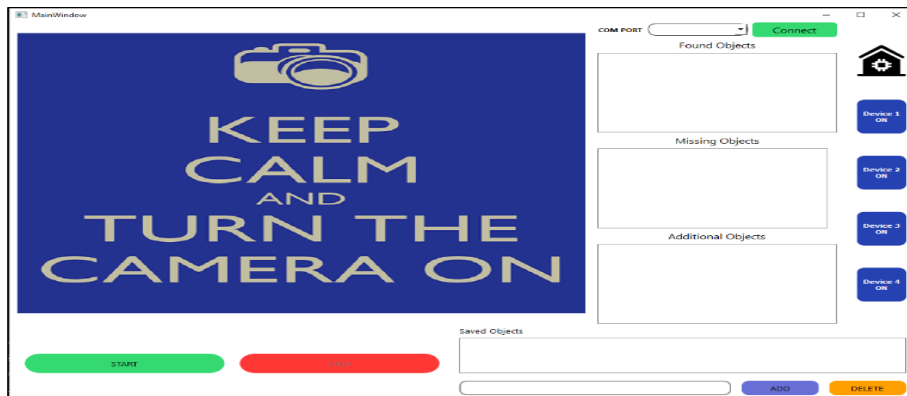 MainWindow
COM PORT
Connect
Found Objects
KEEP
CALM
AND
TURN THE
CAMERA ON
Missing Objects
Additional Objects
Device 1
ON
Device 2
ON
Device 3
ON
Device 4
ON
Saved Objects
START
ADD
DELETE